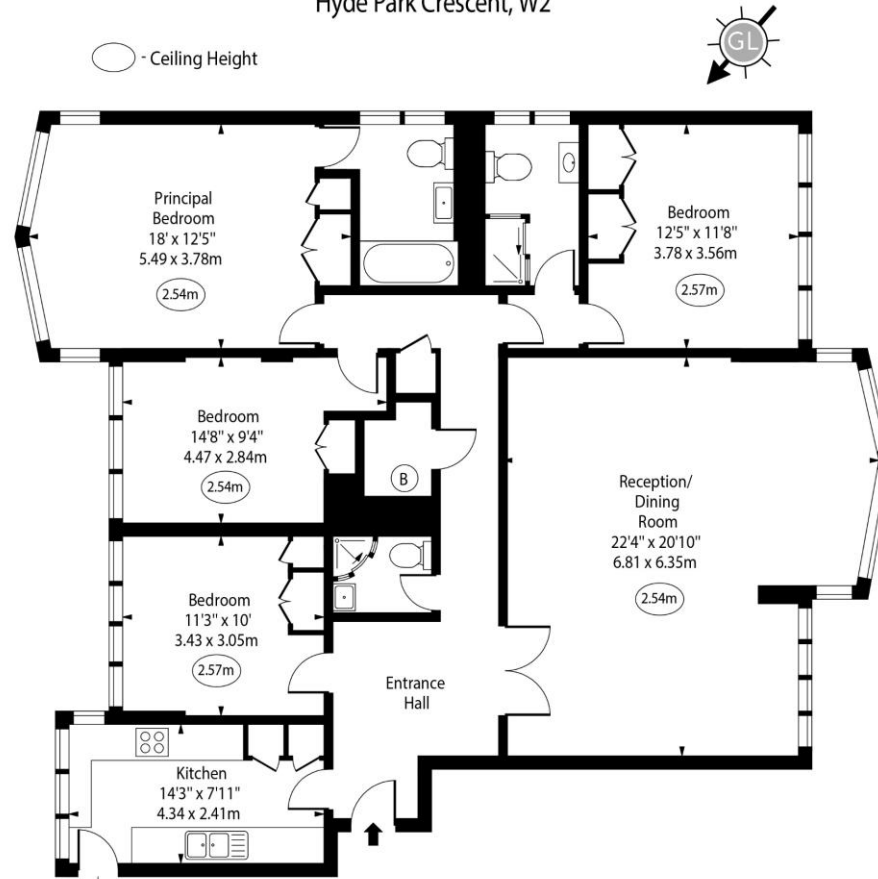 Hyde Park Crescent, W2
- Ceiling Height
GL
Principal
Bedroom
18' x 12'5"
5.49 x 3.78m
2.54m
Bedroom
12'5" x 11'8"
3.78 x 3.56m
2.57m
Bedroom
14'8" x 9'4"
4.47 x 2.84m
2.54m
B
Reception/
Dining
Room
22'4" x 20'10"
6.81 x 6.35m
2.54m
Bedroom
11'3" x 10'
3.43 x 3.05m
2.57m
Entrance
Hall
Kitchen
14'3" x 7'11"
4.34 x 2.41m